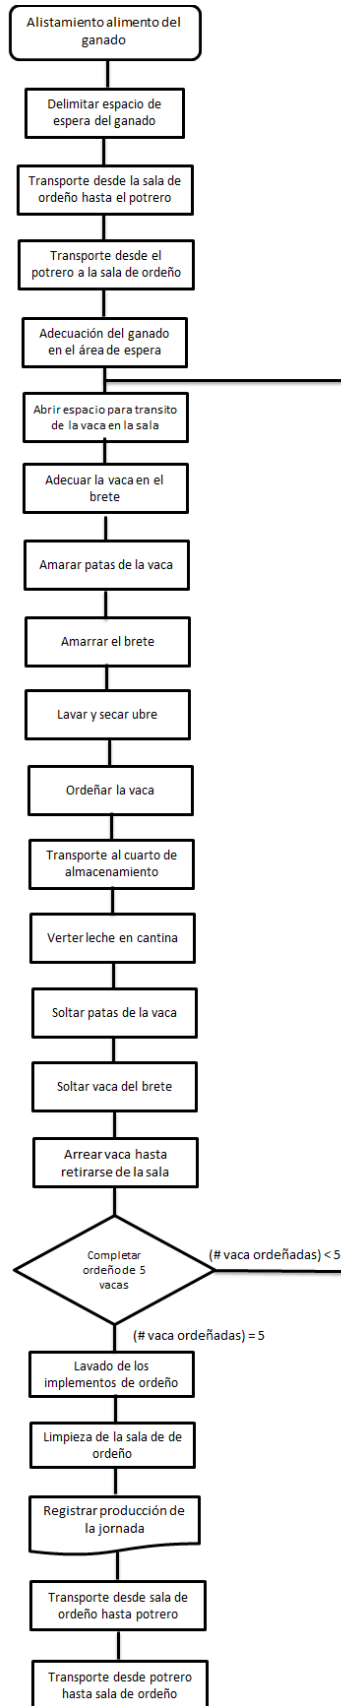 Alistamiento alimento del
ganado
Delimitar espacio de
espera del ganado
Transporte desde la sala de
ordeño hasta el potrero
Transporte desde el
potrero a la sala de ordeño
Adecuación del ganado
en el área de espera
Abrir espacio para transito
de la vaca en la sala
Adecuar la vaca en el
brete
Amarar patas de la vaca
Amarrar el brete
Lavar y secar ubre
Ordeñar la vaca
Transporte al cuarto de
almacenamiento
Verter leche en cantina
Soltar patas de la vaca
Soltar vaca del brete
Arrear vaca hasta
retirarse de la sala
Completar
ordeño de 5
vacas
(# vaca ordeñadas) < 5
(# vaca ordeñadas) = 5
Lavado de los
implementos de ordeño
Limpieza de la sala de de
ordeño
Registrar producción de
la jornada
Transporte desde sala de
ordeño hasta potrero
Transporte desde potrero
hasta sala de ordeño